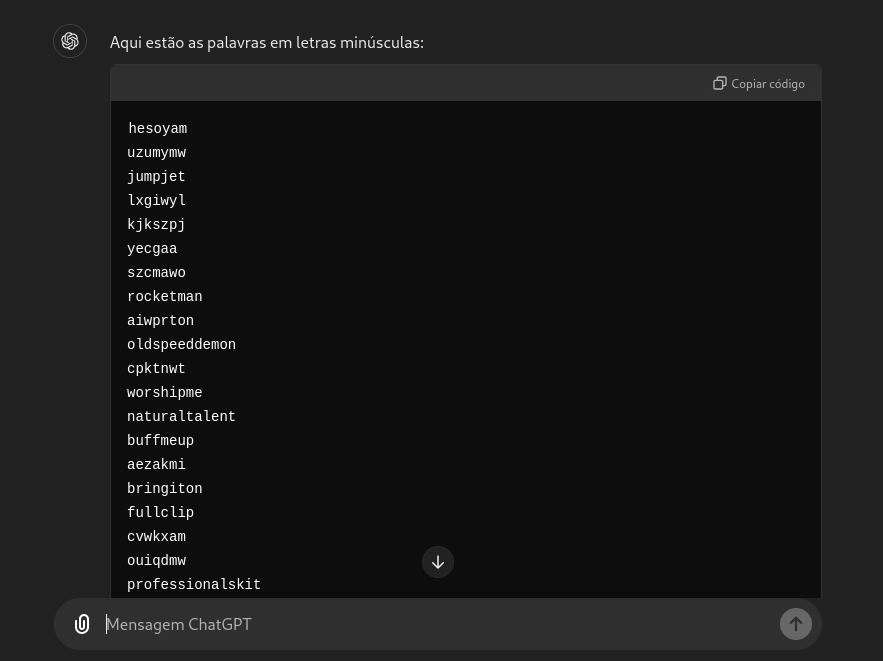 Aqui estão as palavras em letras minúsculas:
Copiar código
hesoyam
uzumymw
jumpjet
lxgiwyl
kjkszpj
yecgaa
szcmawo
rocketman
aiwprton
oldspeeddemon
cpktnwt
worshipme
naturaltalent
buffmeup
aezakmi
bringiton
fullclip
cvwkxam
ouiqdmw
professionalskit
Mensagem ChatGPT